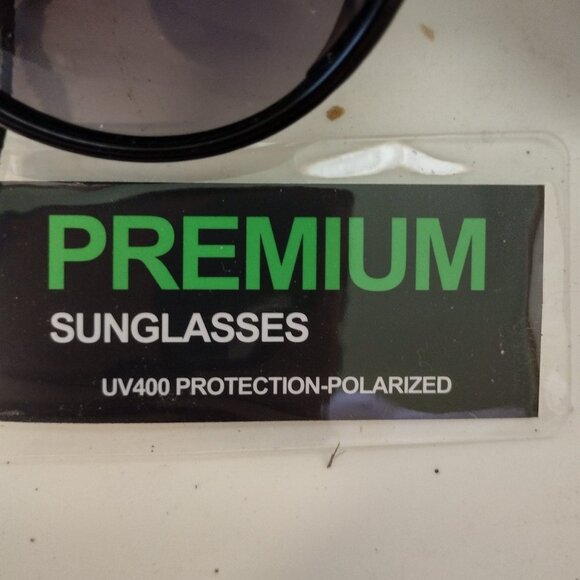 PREMIUM
SUNGLASSES
UV400 PROTECTION-POLARIZED